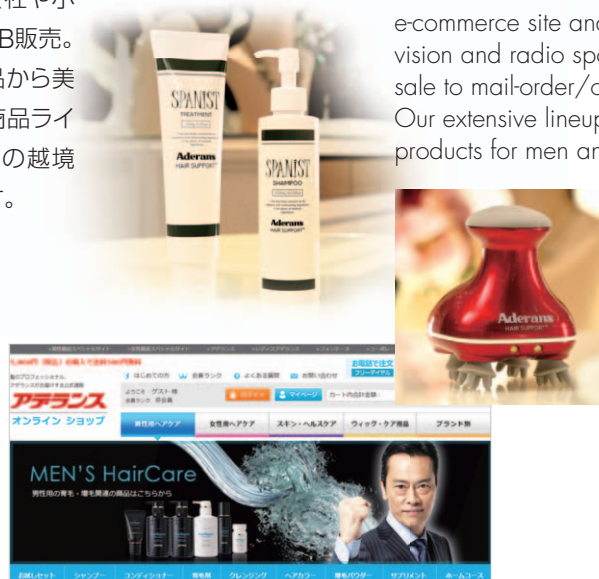 B販売。
品から美
商品ライ
の越境
e-commerce site and
vision and radio spo
sale to mail-order/c
Our extensive lineup
products for men an
SPANIST
TREATMENT
Aderans
HAIR SUPPORT
SPANIST
SHAMPOO
Aderans
HAIR SUPPORT
Aderans
HAIR SUPPORT
お電話で注文
フリーダイヤル
はじめての方 会員ランク よくある質問 お問い合わせ
ようこそ ゲスト 様
マイページ カート内合計金額:
アデランス
オンライン ショップ
男性用ヘアケア 女性用ヘアケア スキン・ヘルスケア ウィッグ・ケア用品 ブランド別
MEN'S HairCare
男性用の育毛・増毛関連の商品はこちらから
お試しセット シャンプー コンディショナー 育毛剤 クレンジング ヘアカラー 増毛パウダー サプリメント ホームコース